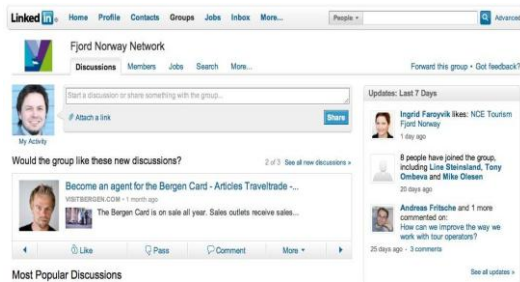 Linked in® Home Profile Contacts Groups Jobs Inbox More... People Advanced
Fjord Norway Network
Discussions Members Jobs Search More... Forward this group • Got feedback?
Start a discussion or share something with the group...
Attach a link
Share
My Activity
Would the group like these new discussions? 2 of 3 See all new discussions »
Become an agent for the Bergen Card - Articles Traveltrade -...
VISITBERGEN.COM • 1 month ago
The Bergen Card is on sale all year. Sales outlets receive sales...
Like Pass Comment More
Most Popular Discussions
Updates: Last 7 Days
Ingrid Farøyvik likes: NCE Tourism
Fjord Norway
1 day ago
8 people have joined the group,
including Line Steinsland, Tony
Ombeva and Mike Olesen
20 days ago
Andreas Fritsche and 1 more
commented on:
How can we improve the way we
work with tour operators?
25 days ago • 3 comments
See all updates »